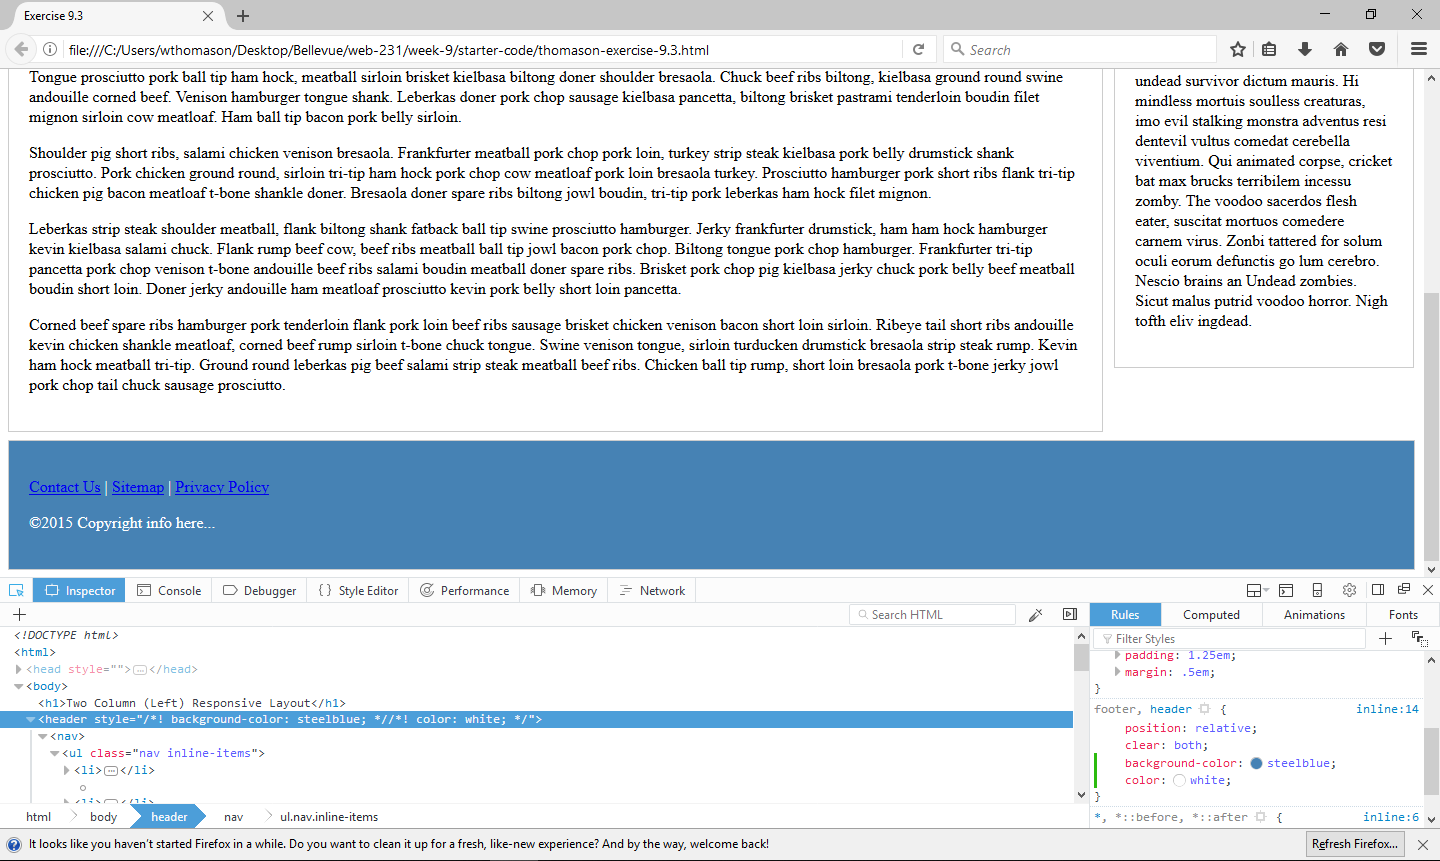 Exercise 9.3
file:///C:/Users/wthomason/Desktop/Bellevue/web-231/week-9/starter-code/thomason-exercise-9.3.html
Search
Tongue prosciutto pork ball tip ham hock, meatball sirloin brisket kielbasa biltong doner shoulder bresaola. Chuck beef ribs biltong, kielbasa ground round swine
andouille corned beef. Venison hamburger tongue shank. Leberkas doner pork chop sausage kielbasa pancetta, biltong brisket pastrami tenderloin boudin filet
mignon sirloin cow meatloaf. Ham ball tip bacon pork belly sirloin.
Shoulder pig short ribs, salami chicken venison bresaola. Frankfurter meatball pork chop pork loin, turkey strip steak kielbasa pork belly drumstick shank
prosciutto. Pork chicken ground round, sirloin tri-tip ham hock pork chop cow meatloaf pork loin bresaola turkey. Prosciutto hamburger pork short ribs flank tri-tip
chicken pig bacon meatloaf t-bone shankle doner. Bresaola doner spare ribs biltong jowl boudin, tri-tip pork leberkas ham hock filet mignon.
Leberkas strip steak shoulder meatball, flank biltong shank fatback ball tip swine prosciutto hamburger. Jerky frankfurter drumstick, ham ham hock hamburger
kevin kielbasa salami chuck. Flank rump beef cow, beef ribs meatball ball tip jowl bacon pork chop. Biltong tongue pork chop hamburger. Frankfurter tri-tip
pancetta pork chop venison t-bone andouille beef ribs salami boudin meatball doner spare ribs. Brisket pork chop pig kielbasa jerky chuck pork belly beef meatball
boudin short loin. Doner jerky andouille ham meatloaf prosciutto kevin pork belly short loin pancetta.
Corned beef spare ribs hamburger pork tenderloin flank pork loin beef ribs sausage brisket chicken venison bacon short loin sirloin. Ribeye tail short ribs andouille
kevin chicken shankle meatloaf, corned beef rump sirloin t-bone chuck tongue. Swine venison tongue, sirloin turducken drumstick bresaola strip steak rump. Kevin
ham hock meatball tri-tip. Ground round leberkas pig beef salami strip steak meatball beef ribs. Chicken ball tip rump, short loin bresaola pork t-bone jerky jowl
pork chop tail chuck sausage prosciutto.
undead survivor dictum mauris. Hi
mindless mortuis soulless creaturas,
imo evil stalking monstra adventus resi
dentevil vultus comedat cerebella
viventium. Qui animated corpse, cricket
bat max brucks terribilem incessu
zomby. The voodoo sacerdos flesh
eater, suscitat mortuos comedere
carnem virus. Zonbi tattered for solum
oculi eorum defunctis go lum cerebro.
Nescio brains an Undead zombies.
Sicut malus putrid voodoo horror. Nigh
tofth eliv ingdead.
Contact Us | Sitemap | Privacy Policy
©2015 Copyright info here...
Inspector Console Debugger { } Style Editor Performance Memory Network
Search HTML
<!DOCTYPE html>
<html>
<head style="">…</head>
<body>
<h1>Two Column (Left) Responsive Layout</h1>
<header style="/*! background-color: steelblue; *//*! color: white; */">
<nav>
<ul class="nav inline-items">
<li>…</li>
<li>…</li>
html body header nav ul.nav.inline-items
Rules Computed Animations Fonts
Filter Styles
padding: 1.25em;
margin: .5em;
}
footer, header { inline:14
position: relative;
clear: both;
background-color: steelblue;
color: white;
}
*, *::before, *::after { inline:6
It looks like you haven't started Firefox in a while. Do you want to clean it up for a fresh, like-new experience? And by the way, welcome back!
Refresh Firefox...